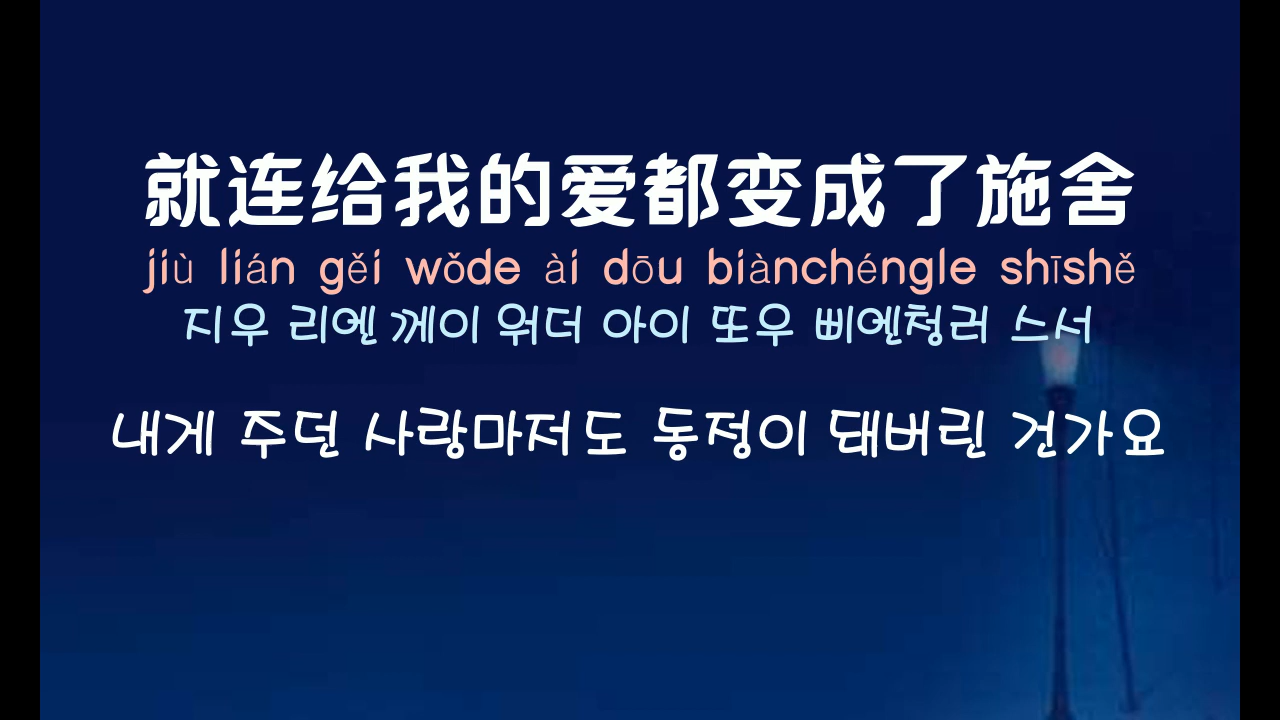 就连给我的爱都变成了施舍
jiù lián gěi wǒde ài dōu biànchéngle shīshě
지우 리엔 께이 워더 아이 또우 삐엔청러 스서
내게 주던 사랑마저도 동정이 돼버린 건가요